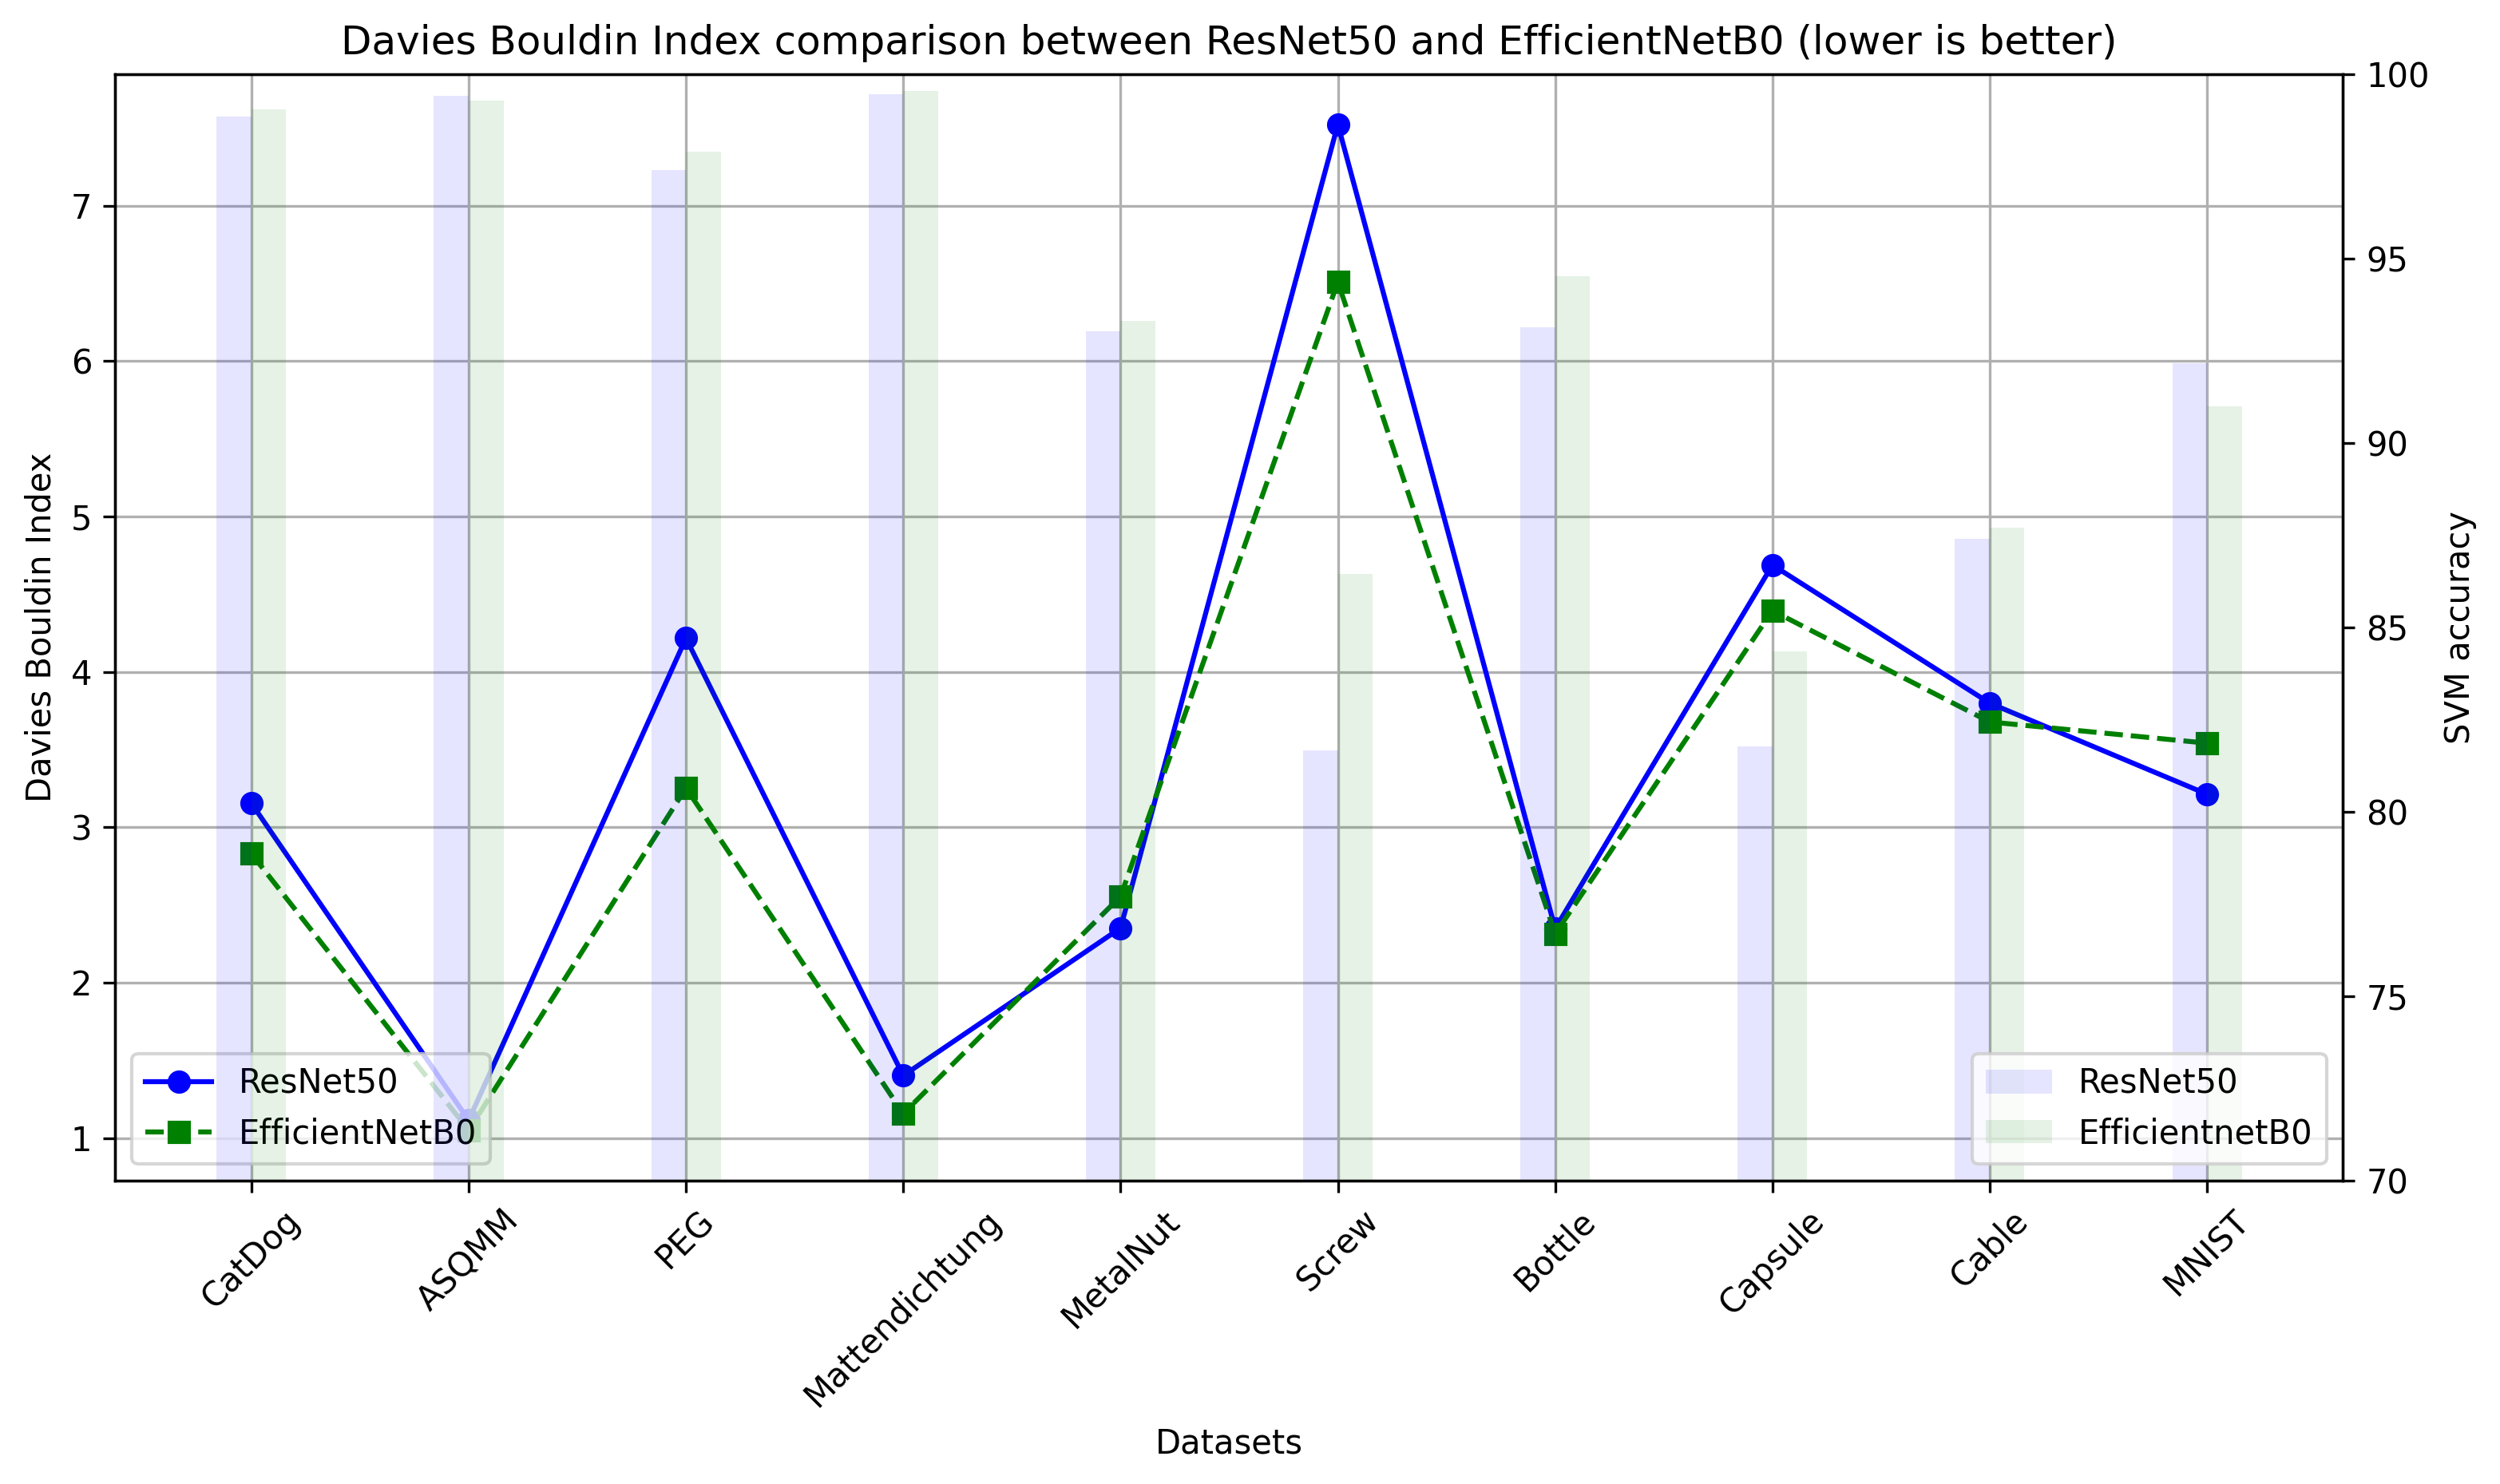 Davies Bouldin Index comparison between ResNet50 and EfficientNetB0 (lower is better)
Davies Bouldin Index
7
6
5
4
3
2
1
100
95
90
85
80
75
70
SVM accuracy
ResNet50
EfficientNetB0
ResNet50
EfficientnetB0
CatDog
ASQMM
PEG
Mattendichtung
MetalNut
Screw
Bottle
Capsule
Cable
MNIST
Datasets